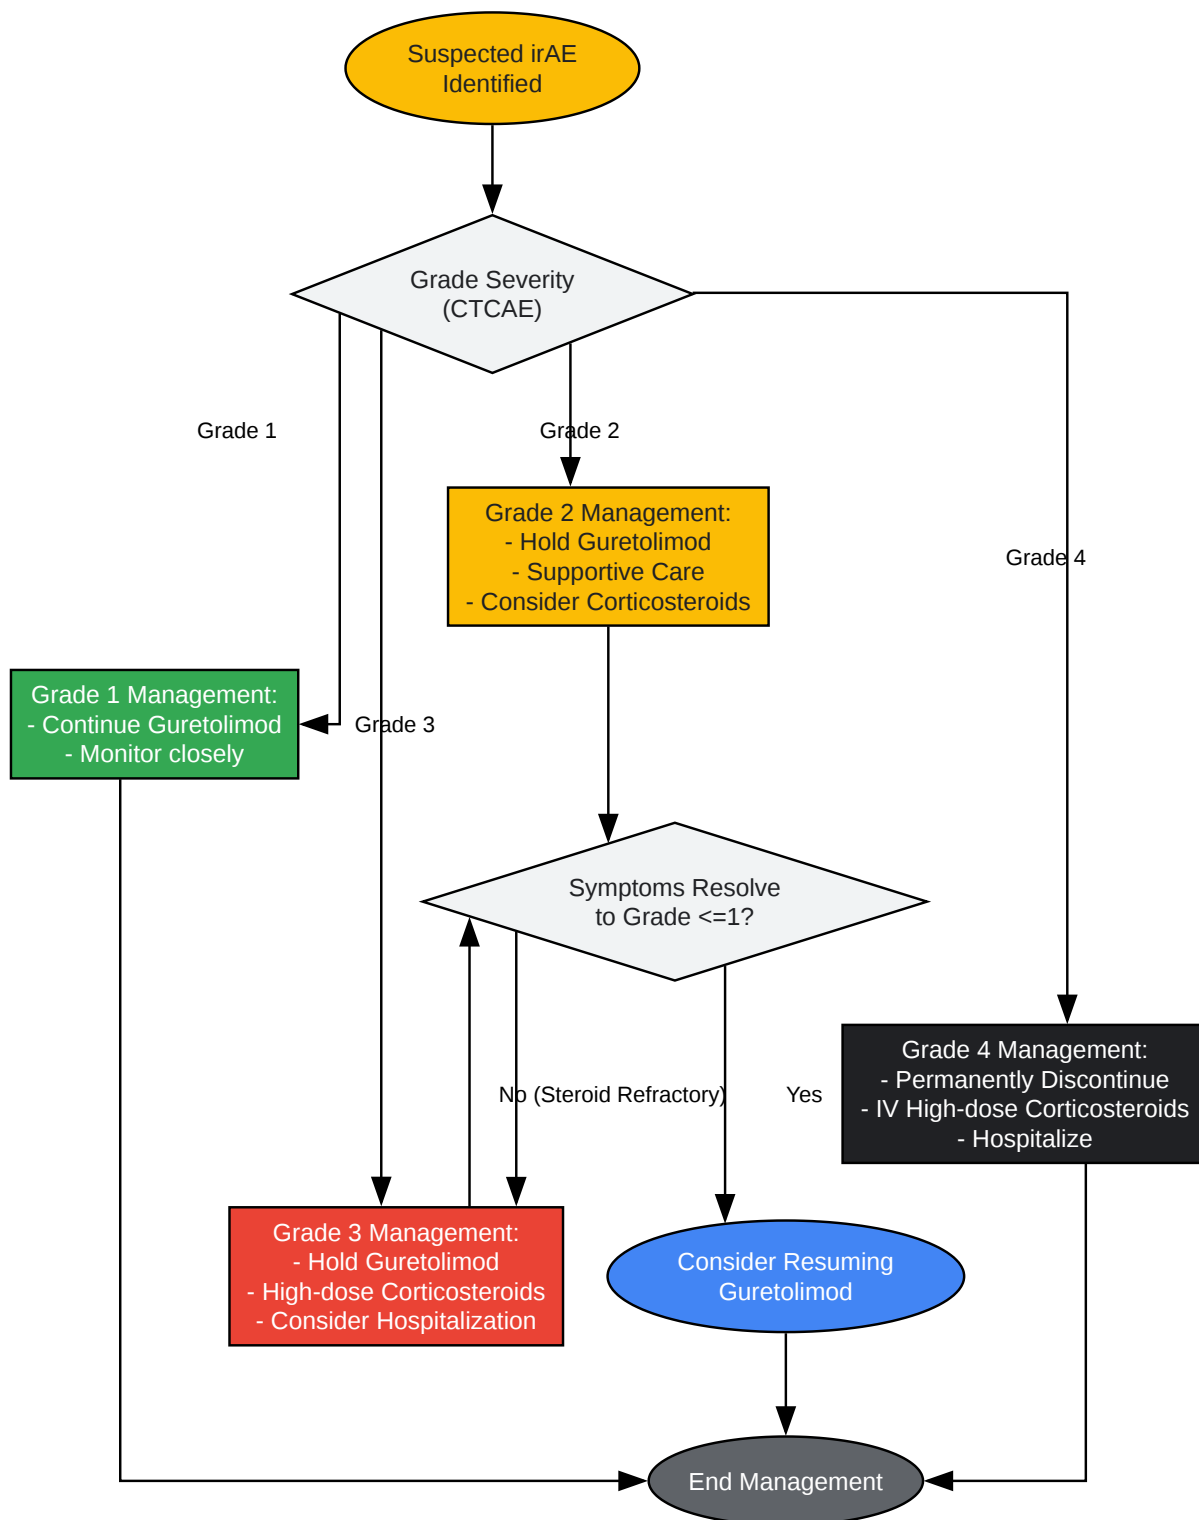 Suspected irAE
Identified
Grade Severity
(CTCAE)
Grade 1
Grade 2
Grade 2 Management:
- Hold Guretolimod
- Supportive Care
- Consider Corticosteroids
Grade 4
Grade 1 Management:
- Continue Guretolimod
- Monitor closely
Grade 3
Symptoms Resolve
to Grade <=1?
No (Steroid Refractory)
Yes
Grade 4 Management:
- Permanently Discontinue
- IV High-dose Corticosteroids
- Hospitalize
Grade 3 Management:
- Hold Guretolimod
- High-dose Corticosteroids
- Consider Hospitalization
Consider Resuming
Guretolimod
End Management